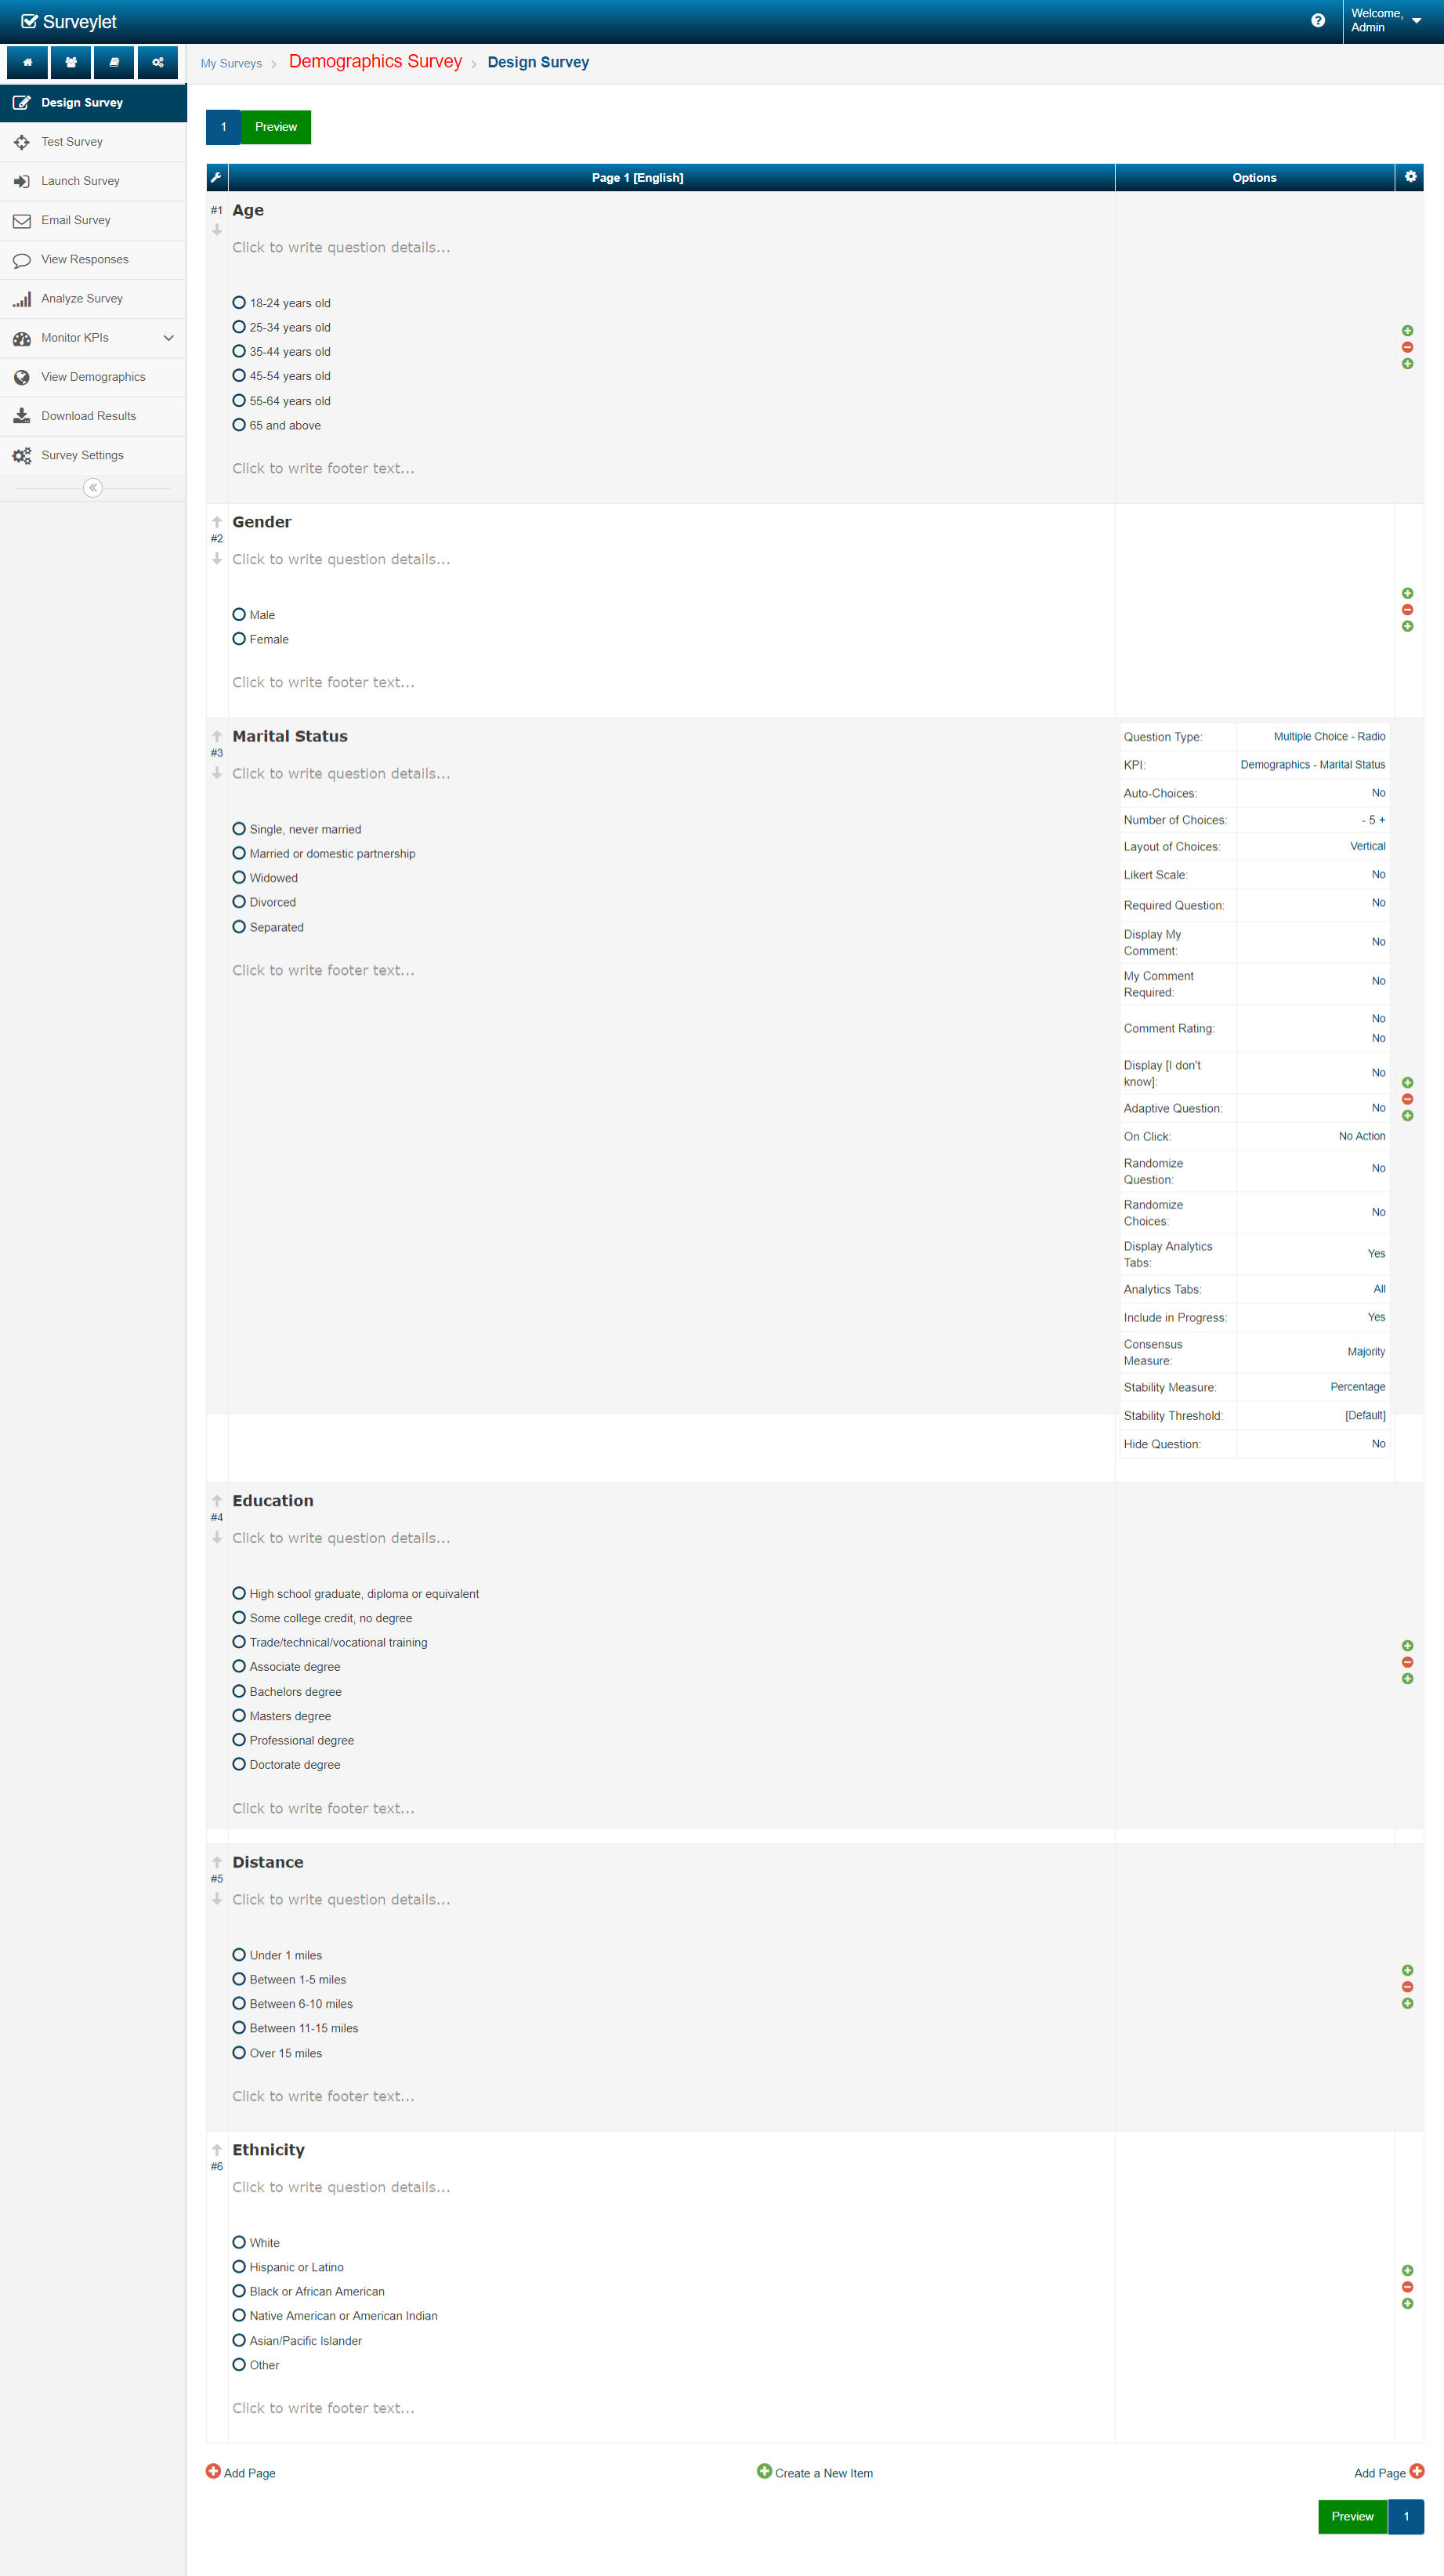 Surveylet
Welcome,
Admin
My Surveys > Demographics Survey > Design Survey
Design Survey
Test Survey
Launch Survey
Email Survey
View Responses
Analyze Survey
Monitor KPIs
View Demographics
Download Results
Survey Settings
1 Preview
Page 1 [English] Options
#1 Age
Click to write question details...
18-24 years old
25-34 years old
35-44 years old
45-54 years old
55-64 years old
65 and above
Click to write footer text...
#2 Gender
Click to write question details...
Male
Female
Click to write footer text...
#3 Marital Status
Click to write question details...
Single, never married
Married or domestic partnership
Widowed
Divorced
Separated
Click to write footer text...
Question Type: Multiple Choice - Radio
KPI: Demographics - Marital Status
Auto-Choices: No
Number of Choices: - 5 +
Layout of Choices: Vertical
Likert Scale: No
Required Question: No
Display My
Comment: No
My Comment
Required: No
Comment Rating: No
No
Display [I don't
know]: No
Adaptive Question: No
On Click: No Action
Randomize
Question: No
Randomize
Choices: No
Display Analytics
Tabs: Yes
Analytics Tabs: All
Include in Progress: Yes
Consensus
Measure: Majority
Stability Measure: Percentage
Stability Threshold: [Default]
Hide Question: No
#4 Education
Click to write question details...
High school graduate, diploma or equivalent
Some college credit, no degree
Trade/technical/vocational training
Associate degree
Bachelors degree
Masters degree
Professional degree
Doctorate degree
Click to write footer text...
#5 Distance
Click to write question details...
Under 1 miles
Between 1-5 miles
Between 6-10 miles
Between 11-15 miles
Over 15 miles
Click to write footer text...
#6 Ethnicity
Click to write question details...
White
Hispanic or Latino
Black or African American
Native American or American Indian
Asian/Pacific Islander
Other
Click to write footer text...
Add Page Create a New Item Add Page
Preview 1